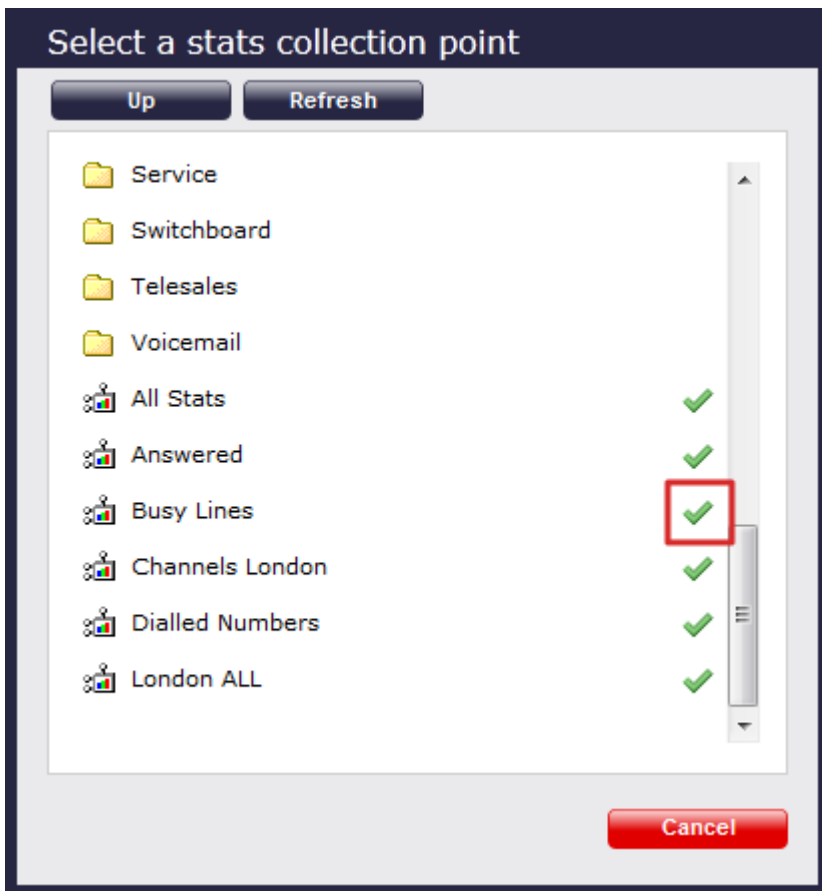 Select a stats collection point
Up Refresh
Service
Switchboard
Telesales
Voicemail
All Stats
Answered
Busy Lines
Channels London
Dialled Numbers
London ALL
Cancel